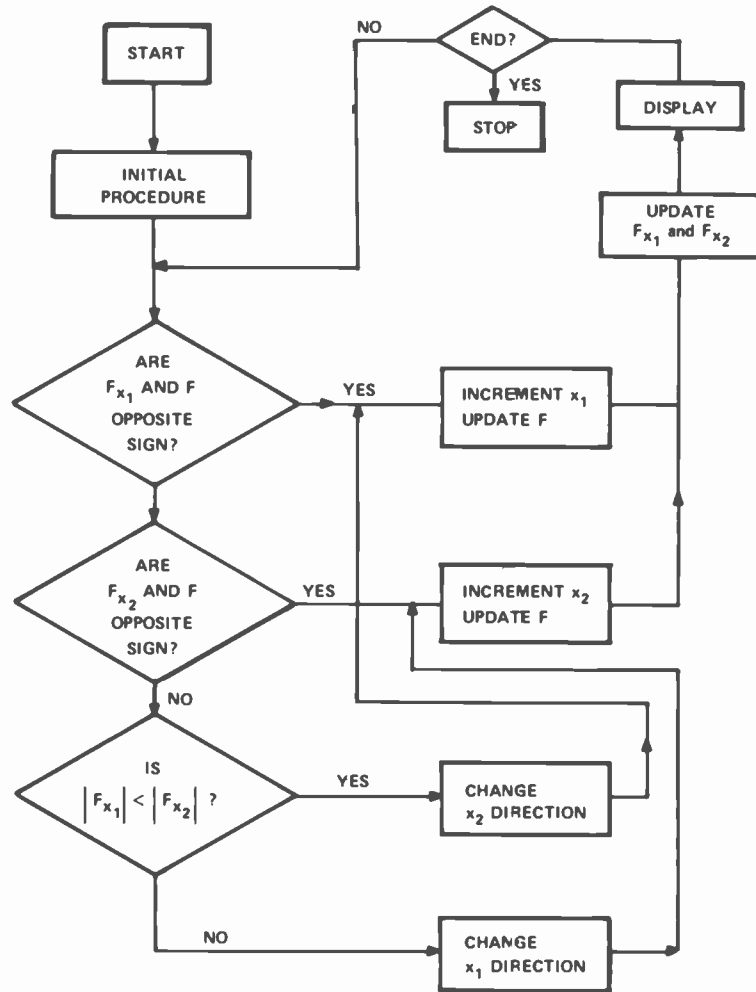 START
NO
END?
YES
STOP
DISPLAY
INITIAL
PROCEDURE
UPDATE
Fx1 and Fx2
ARE
Fx1 AND F
OPPOSITE
SIGN?
YES
INCREMENT x1
UPDATE F
ARE
Fx2 AND F
OPPOSITE
SIGN?
YES
INCREMENT x2
UPDATE F
NO
IS
|Fx1| < |Fx2| ?
YES
CHANGE
x2 DIRECTION
NO
CHANGE
x1 DIRECTION